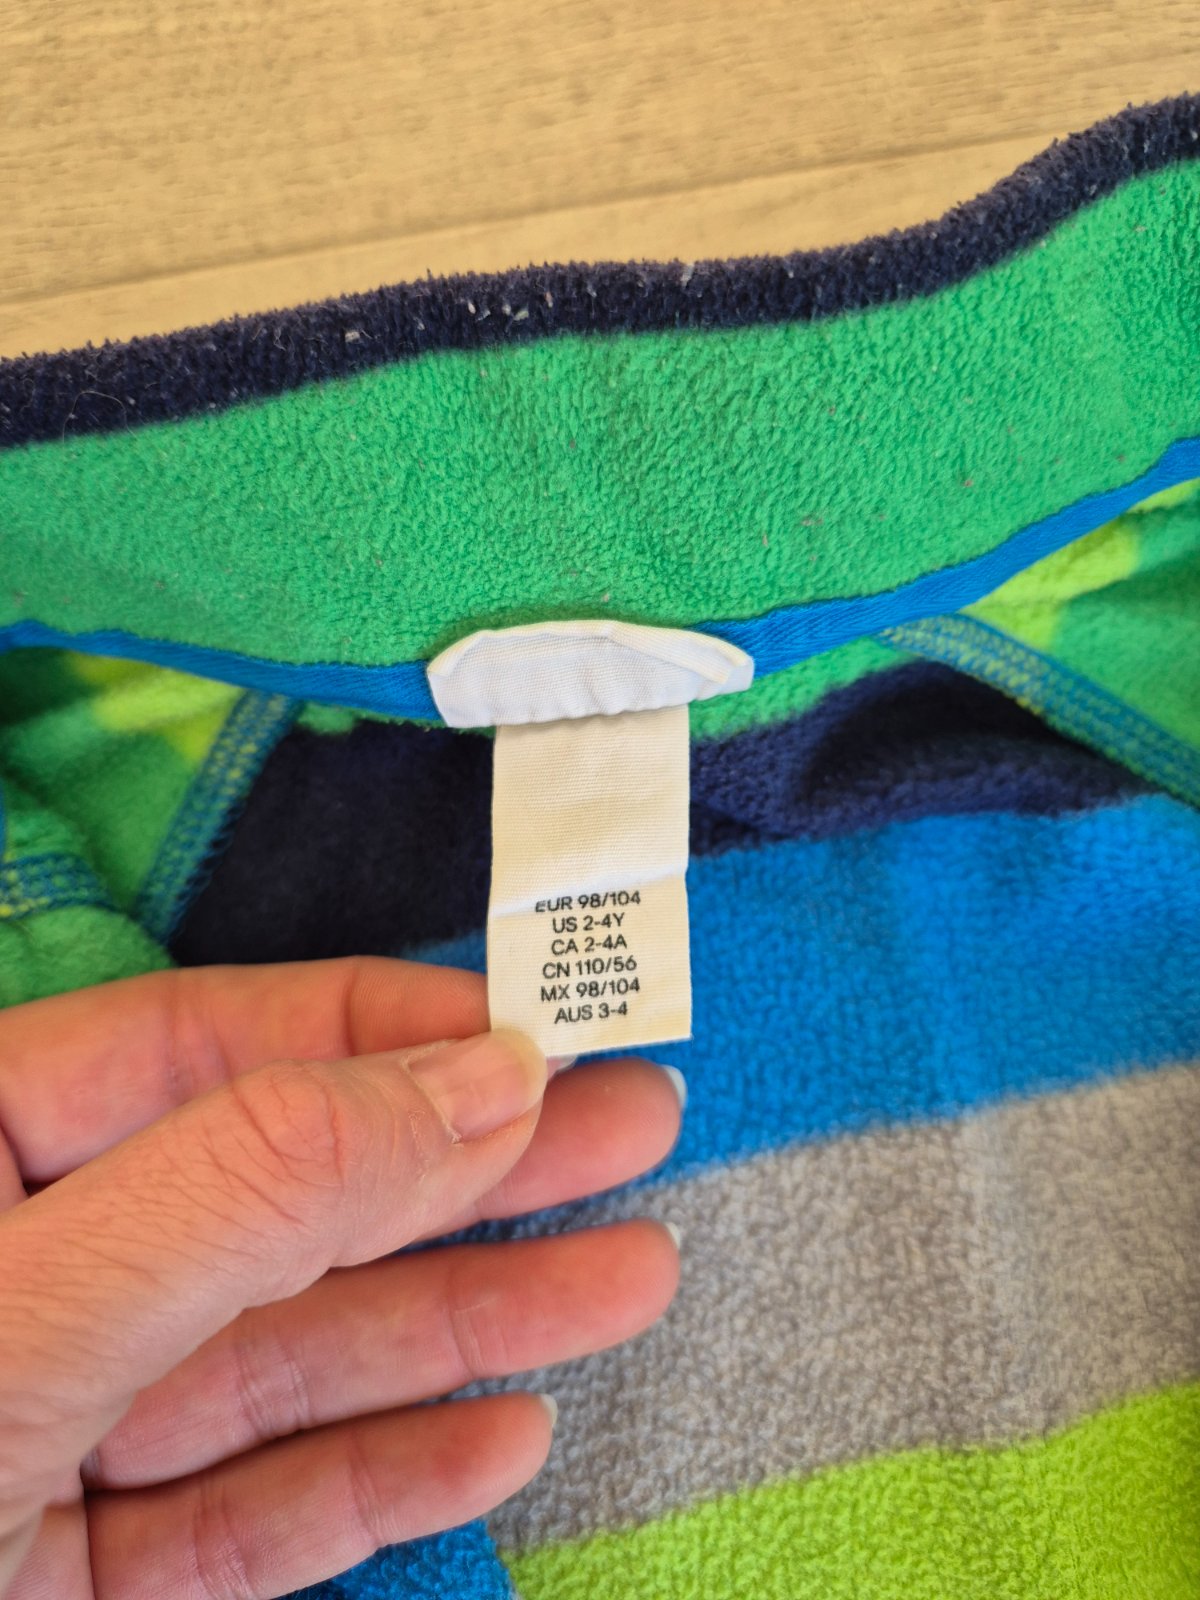 EUR 98/104
US 2-4Y
CA 2-4A
CN 110/56
MX 98/104
AUS 3-4